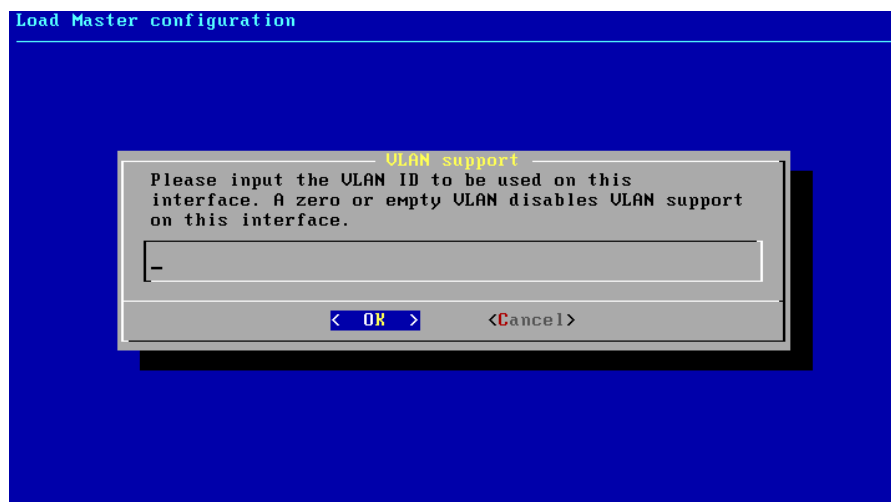 Load Master configuration
VLAN support
Please input the VLAN ID to be used on this
interface. A zero or empty VLAN disables VLAN support
on this interface.
_
< OK > <Cancel>